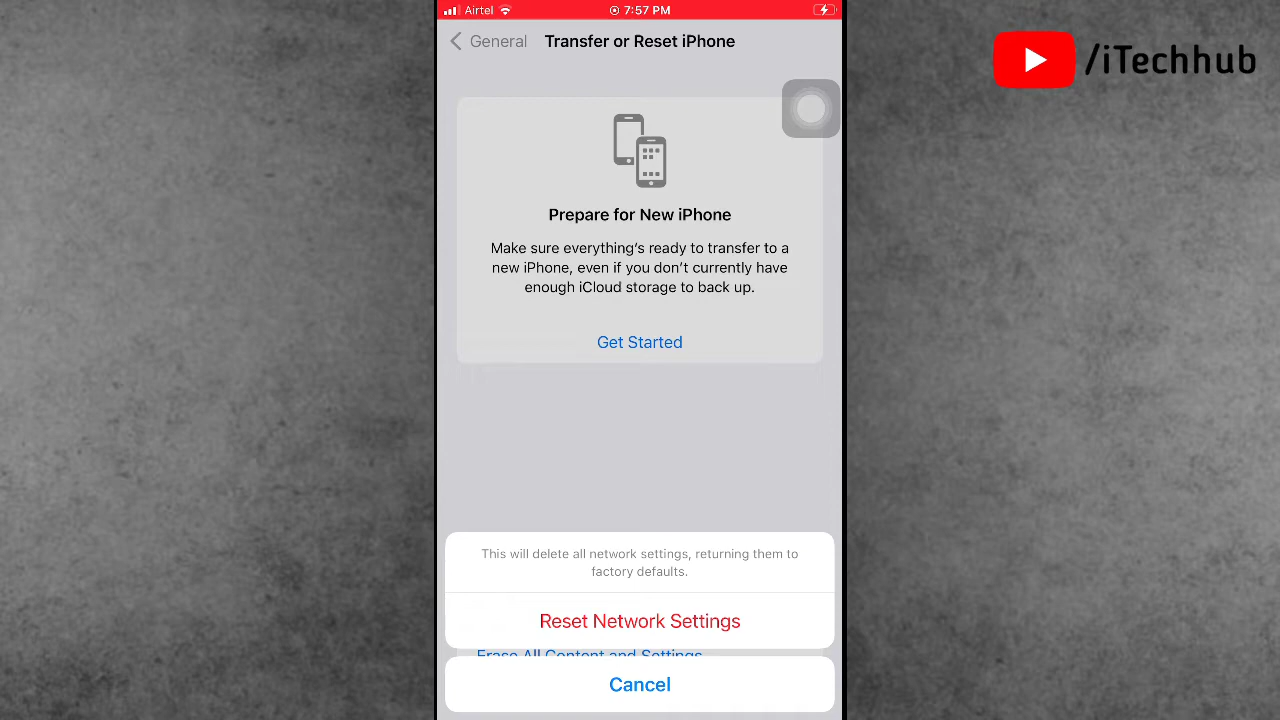 Airtel 7:57 PM
General Transfer or Reset iPhone
/iTechhub
Prepare for New iPhone
Make sure everything's ready to transfer to a
new iPhone, even if you don't currently have
enough iCloud storage to back up.
Get Started
This will delete all network settings, returning them to
factory defaults.
Reset Network Settings
Erase All Content and Settings
Cancel